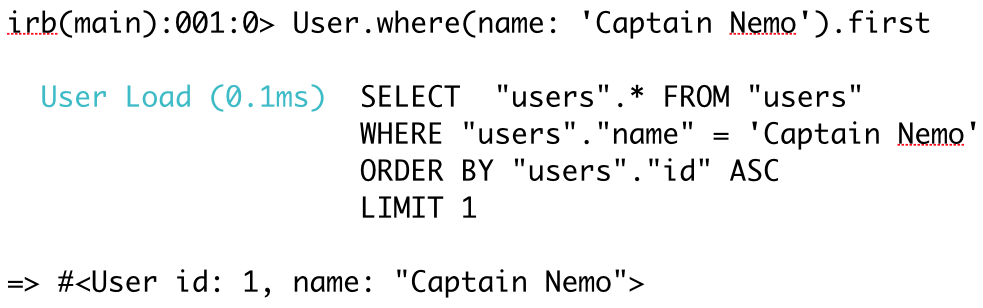 irb(main):001:0> User.where(name: 'Captain Nemo').first
User Load (0.1ms)  SELECT  "users".* FROM "users"
WHERE "users"."name" = 'Captain Nemo'
ORDER BY "users"."id" ASC
LIMIT 1
=> #<User id: 1, name: "Captain Nemo">